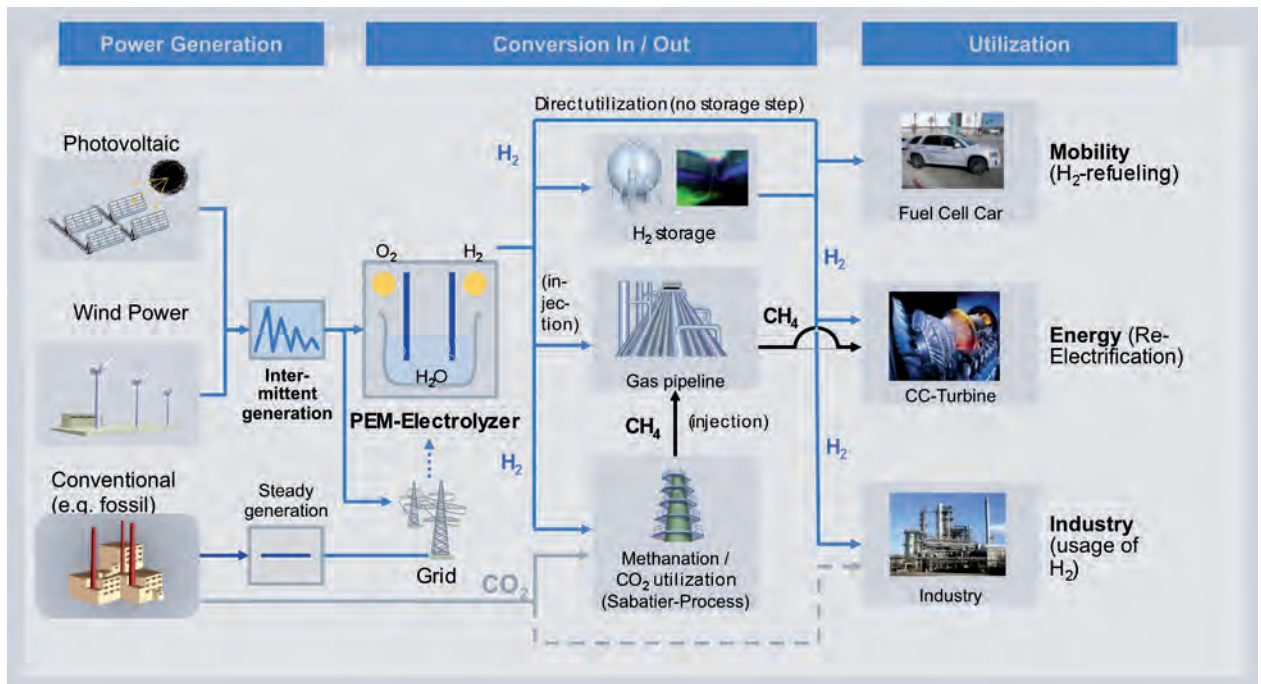 Power Generation
Conversion In / Out
Utilization
Direct utilization (no storage step)
Photovoltaic
H2
Mobility
(H2-refueling)
Fuel Cell Car
H2 storage
O2
H2
H2
(in-
jec-
tion)
Wind Power
CH4
Energy (Re-
Electrification)
Inter-
mittent
generation
H2O
Gas pipeline
CC-Turbine
PEM-Electrolyzer
CH4
(injection)
H2
H2
Conventional
(e.g. fossil)
Steady
generation
Industry
(usage of
H2)
Grid
Methanation /
CO2 utilization
(Sabatier-Process)
CO2
Industry